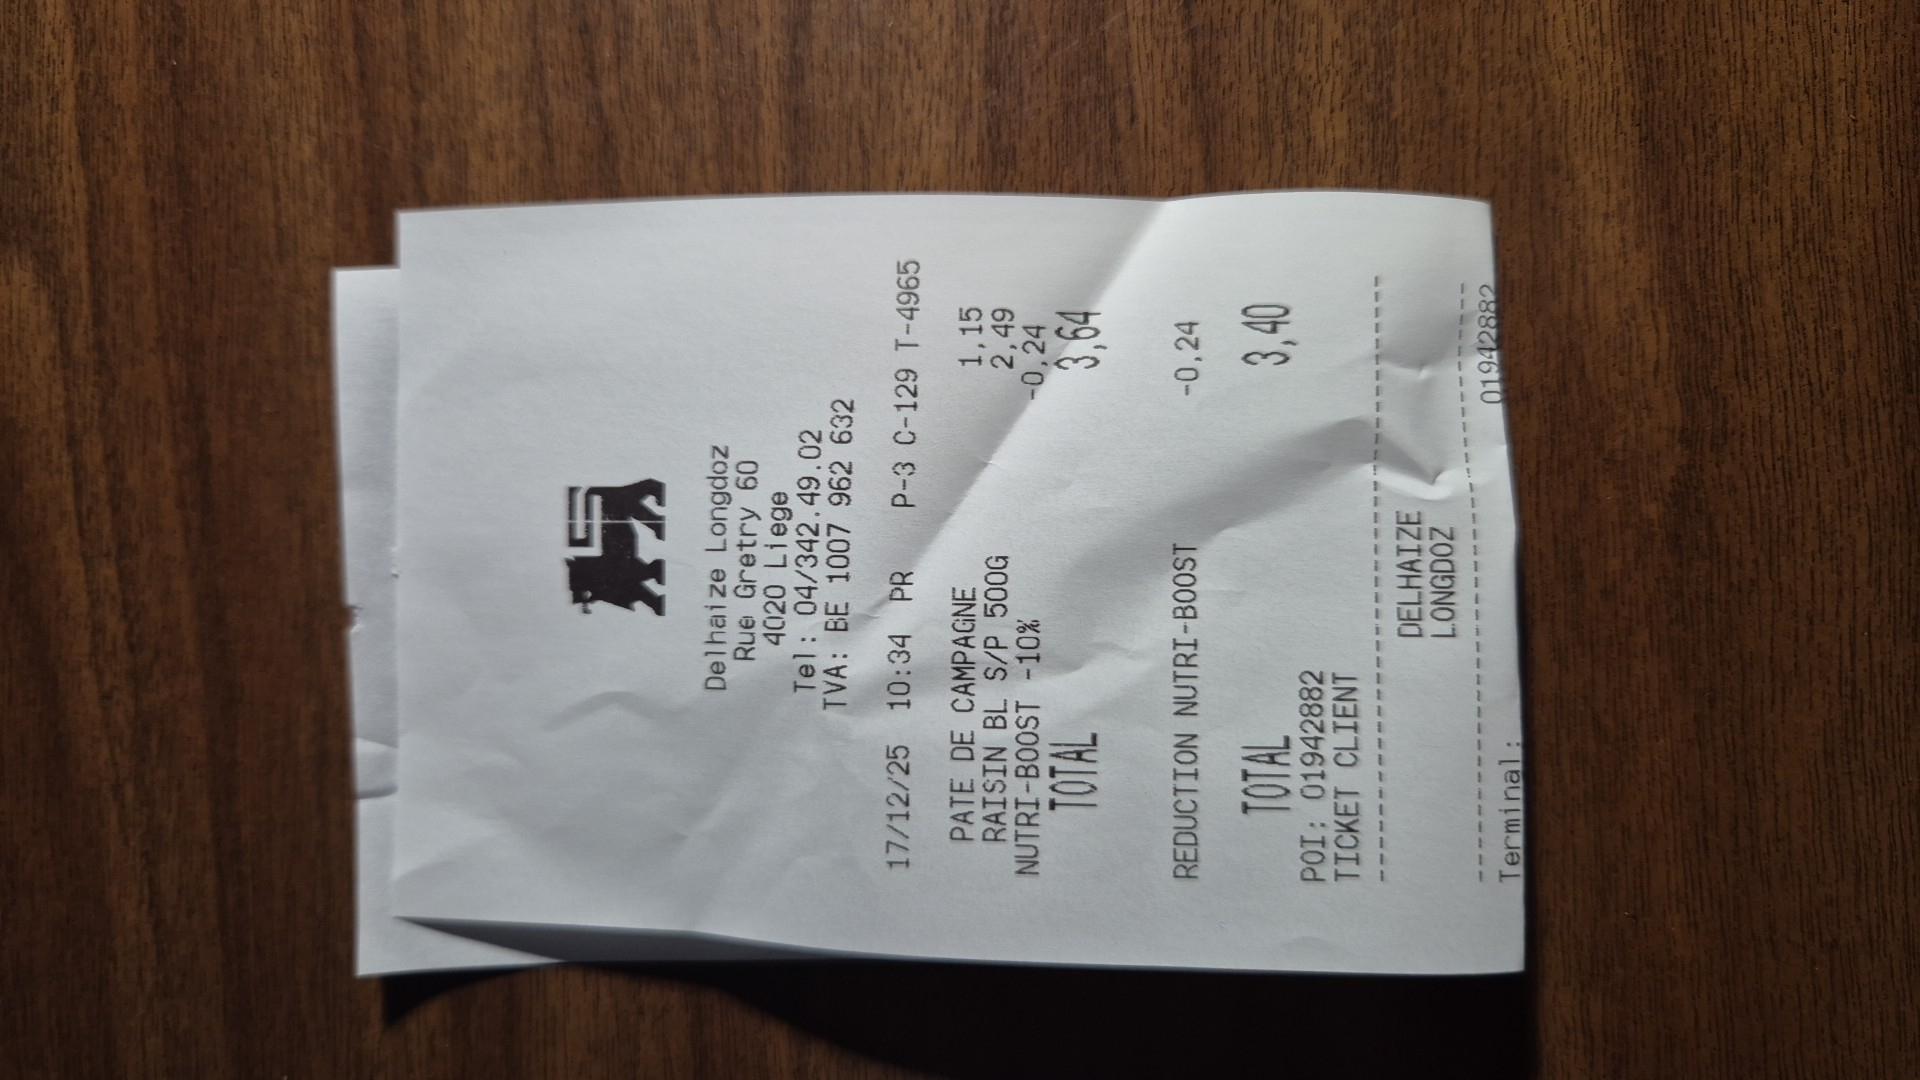 Delhaize Longdoz
Rue Gretry 60
4020 Liege
Tel: 04/342.49.02
TVA: BE 1007 962 632
17/12/25 10:34 PR P-3 C-129 T-4965
PATE DE CAMPAGNE 1,15
RAISIN BL S/P 500G 2,49
NUTRI-BOOST -10% -0,24
TOTAL 3,64
REDUCTION NUTRI-BOOST -0,24
TOTAL 3,40
POI: 01942882
TICKET CLIENT
DELHAIZE
LONGDOZ
Terminal: 01942882